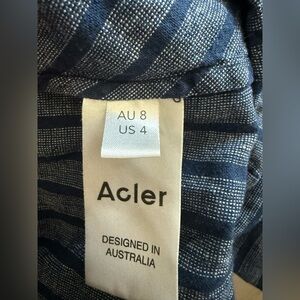 AU 8
US 4
Acler
DESIGNED IN
AUSTRALIA